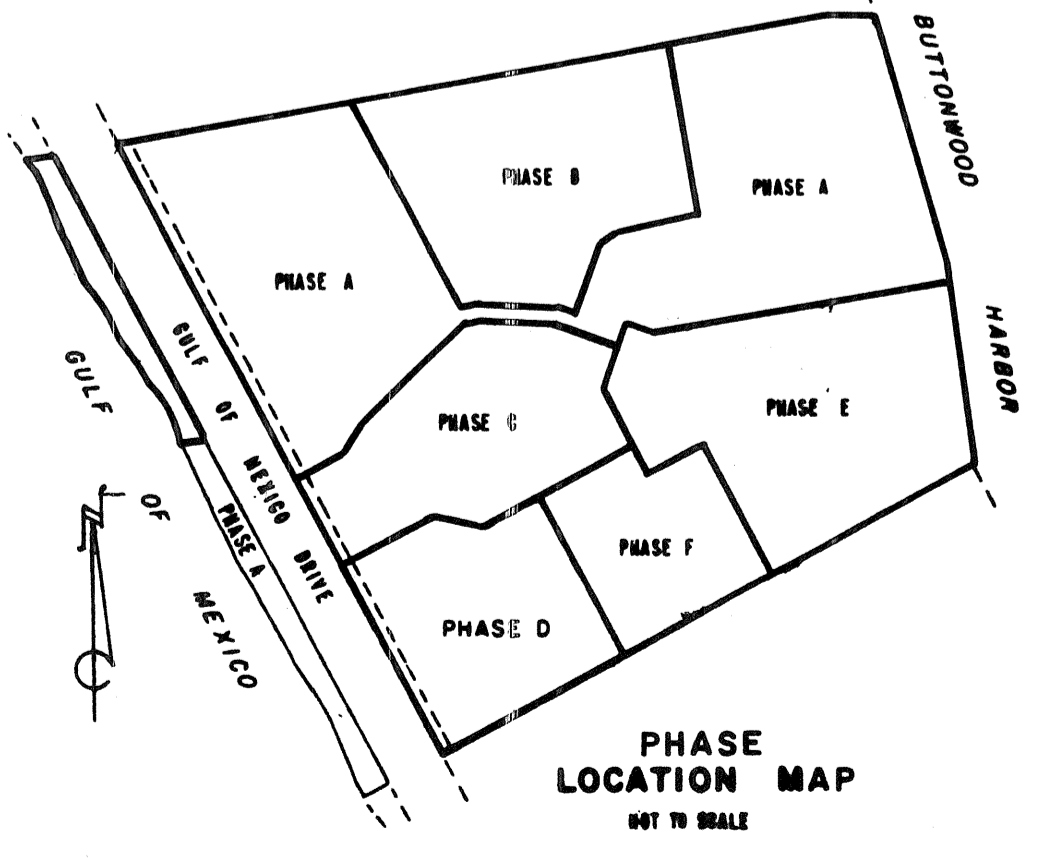 BUTTONWOOD
PHASE B
PHASE A
PHASE A
HARBOR
GULF OF MEXICO DRIVE
GULF OF MEXICO
PHASE C
PHASE E
PHASE A
PHASE F
PHASE D
N
PHASE
LOCATION MAP
NOT TO SCALE